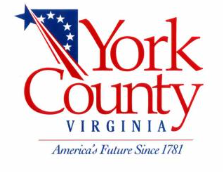 York
County
VIRGINIA
America's Future Since 1781